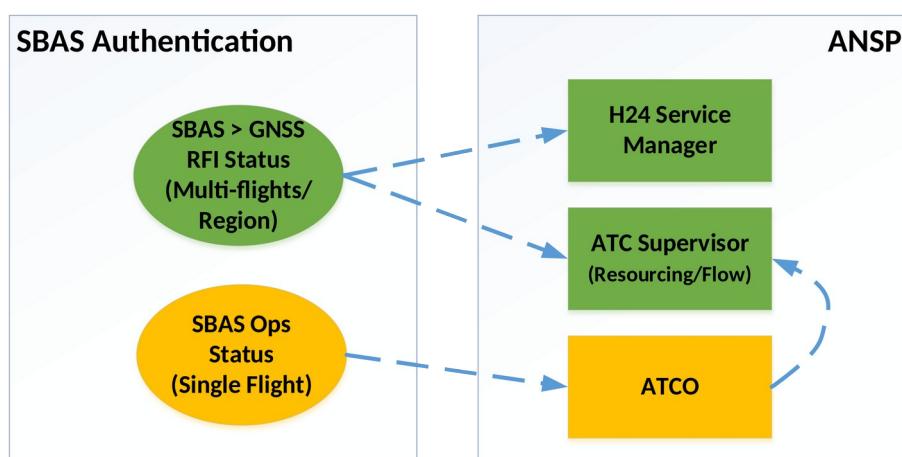 SBAS Authentication
SBAS > GNSS
RFI Status
(Multi-flights/
Region)
SBAS Ops
Status
(Single Flight)
ANSP
H24 Service
Manager
ATC Supervisor
(Resourcing/Flow)
ATCO